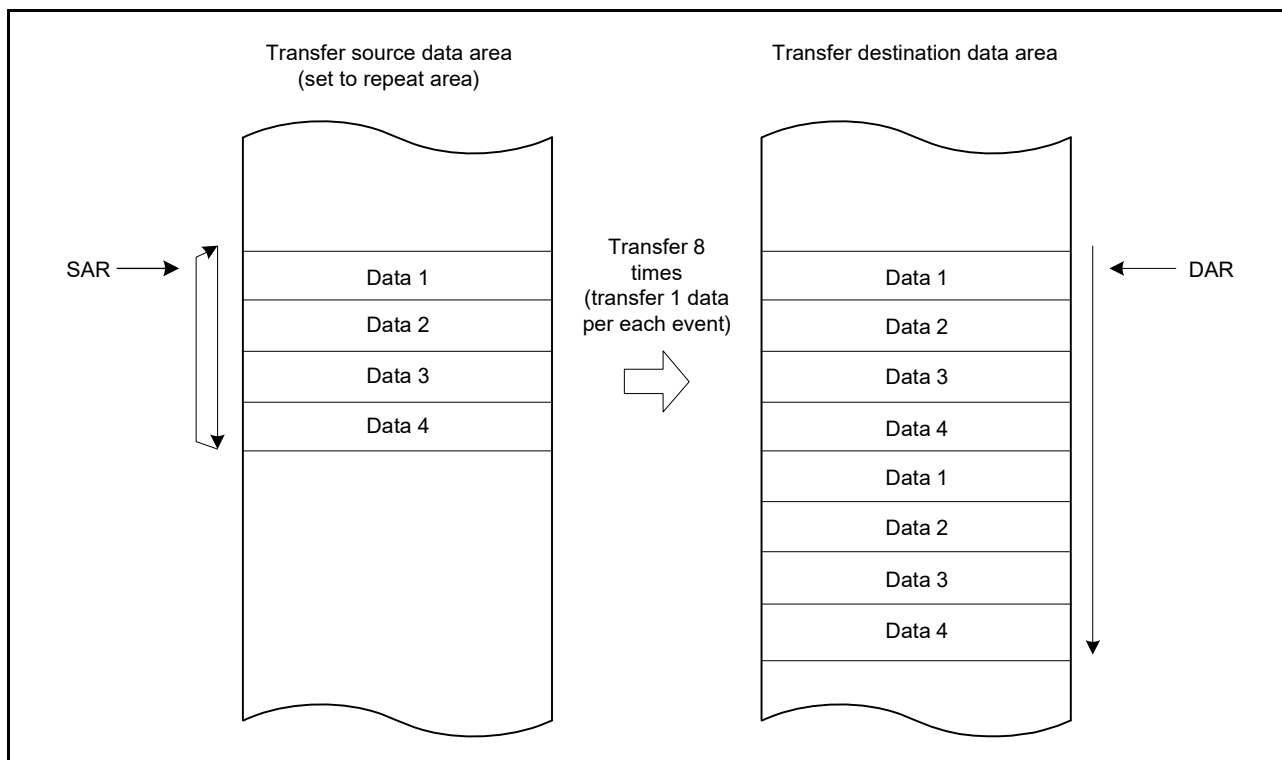 Transfer source data area
(set to repeat area)
Transfer destination data area
SAR
Data 1
Data 2
Data 3
Data 4
Transfer 8
times
(transfer 1 data
per each event)
Data 1
Data 2
Data 3
Data 4
Data 1
Data 2
Data 3
Data 4
DAR